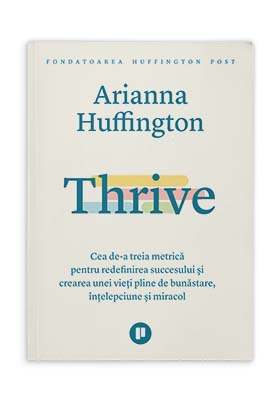 FONDATOAREA HUFFINGTON POST
Arianna
Huffington
Thrive
Cea de-a treia metrică
pentru redefinirea succesului și
crearea unei vieți pline de bunăstare,
înțelepciune și miracol